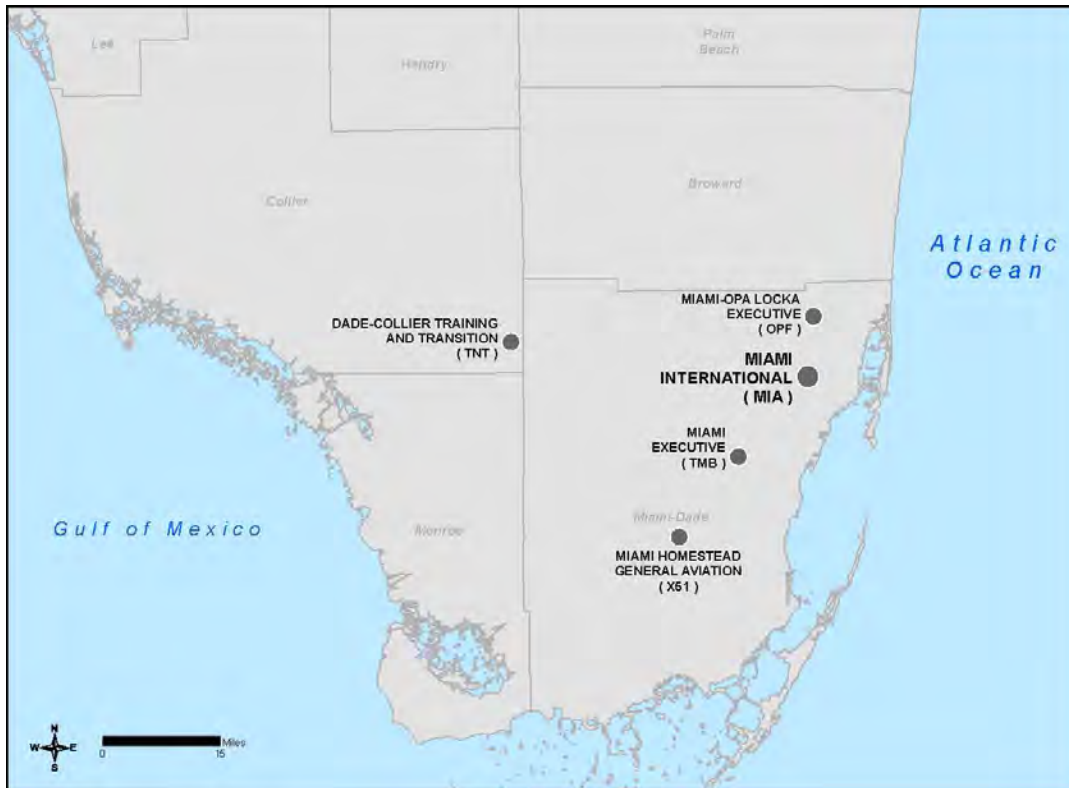 Lee
Hendry
Palm
Beach
Collier
Broward
Atlantic
Ocean
MIAMI-OPA LOCKA
EXECUTIVE
( OPF )
DADE-COLLIER TRAINING
AND TRANSITION
( TNT )
MIAMI
INTERNATIONAL
( MIA )
MIAMI
EXECUTIVE
( TMB )
Gulf of Mexico
Monroe
Miami-Dade
MIAMI HOMESTEAD
GENERAL AVIATION
( X51 )
N
W E
S
0 15 Miles